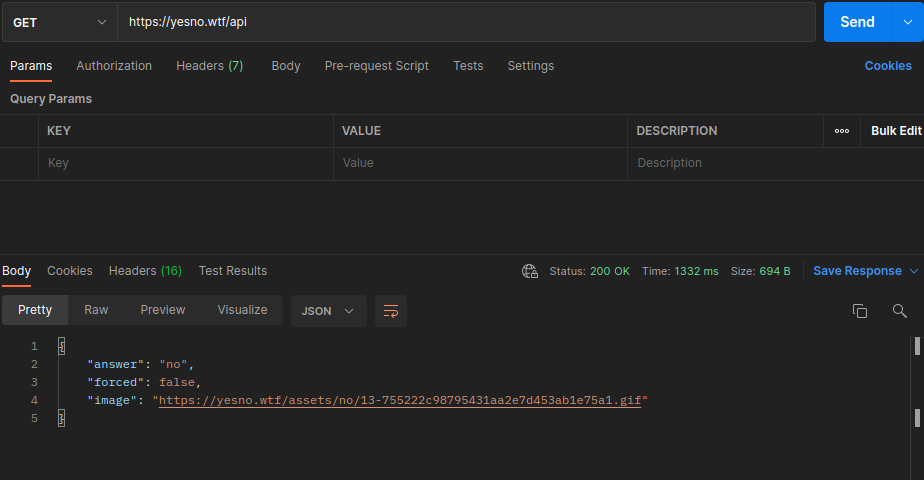 GET https://yesno.wtf/api Send
Params Authorization Headers (7) Body Pre-request Script Tests Settings Cookies
Query Params
KEY VALUE DESCRIPTION ooo Bulk Edit
Key Value Description
Body Cookies Headers (16) Test Results Status: 200 OK Time: 1332 ms Size: 694 B Save Response
Pretty Raw Preview Visualize JSON
1 {
2 "answer": "no",
3 "forced": false,
4 "image": "https://yesno.wtf/assets/no/13-755222c98795431aa2e7d453ab1e75a1.gif"
5 }